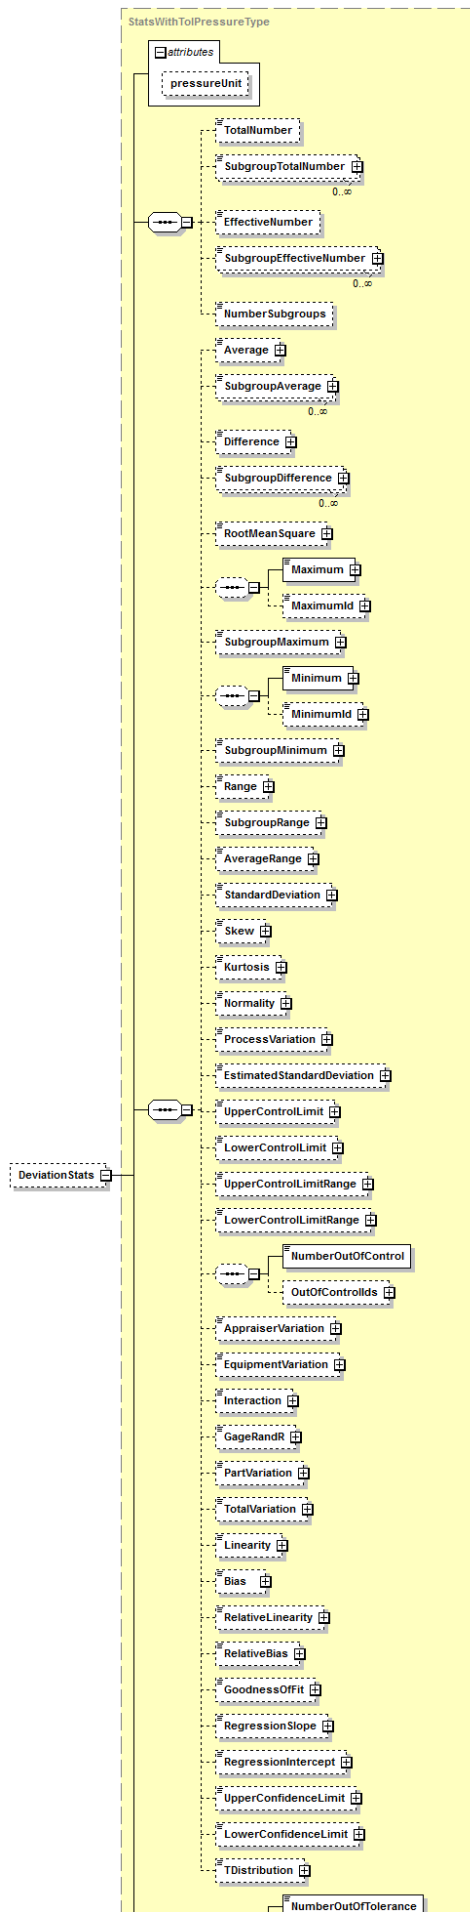 StatsWithTolPressureType
attributes
pressureUnit
TotalNumber
SubgroupTotalNumber
0..∞
EffectiveNumber
SubgroupEffectiveNumber
0..∞
NumberSubgroups
Average
SubgroupAverage
0..∞
Difference
SubgroupDifference
0..∞
RootMeanSquare
Maximum
MaximumId
SubgroupMaximum
Minimum
MinimumId
SubgroupMinimum
Range
SubgroupRange
AverageRange
StandardDeviation
Skew
Kurtosis
Normality
ProcessVariation
EstimatedStandardDeviation
UpperControlLimit
LowerControlLimit
DeviationStats
UpperControlLimitRange
LowerControlLimitRange
NumberOutOfControl
OutOfControlIds
AppraiserVariation
EquipmentVariation
Interaction
GageRandR
PartVariation
TotalVariation
Linearity
Bias
RelativeLinearity
RelativeBias
GoodnessOfFit
RegressionSlope
RegressionIntercept
UpperConfidenceLimit
LowerConfidenceLimit
TDistribution
NumberOutOfTolerance